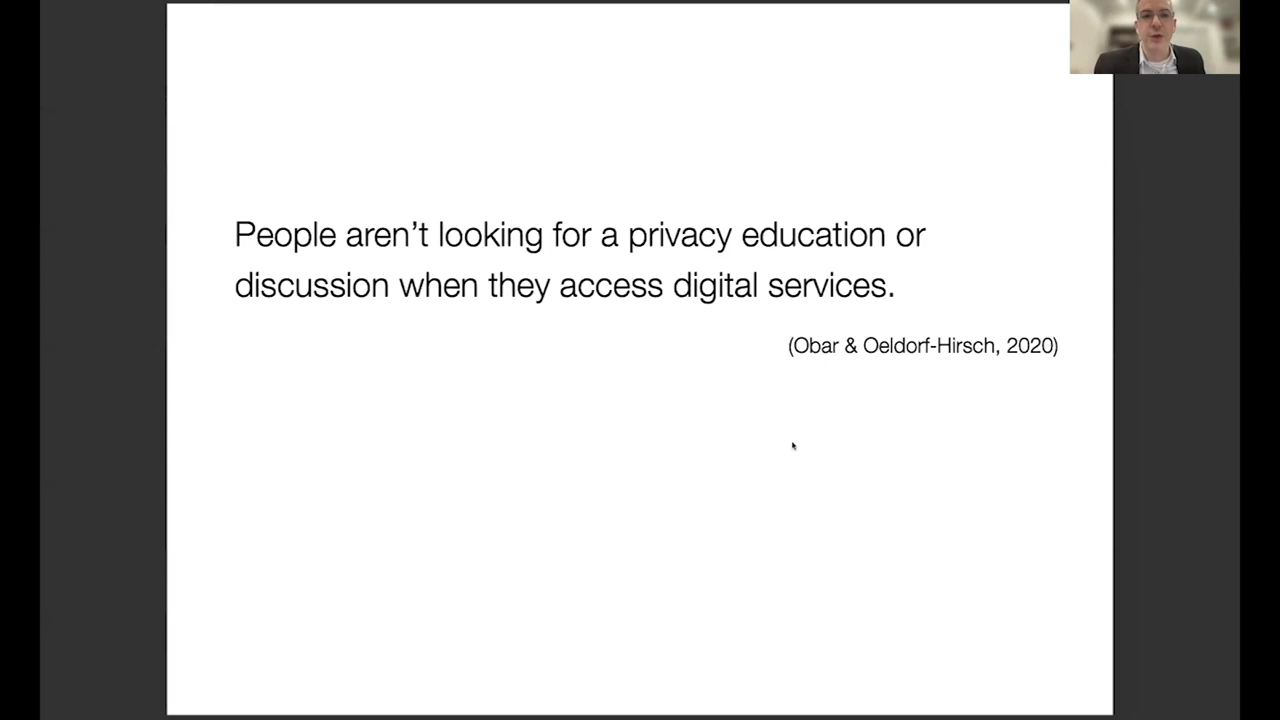 People aren’t looking for a privacy education or
discussion when they access digital services.
(Obar & Oeldorf-Hirsch, 2020)